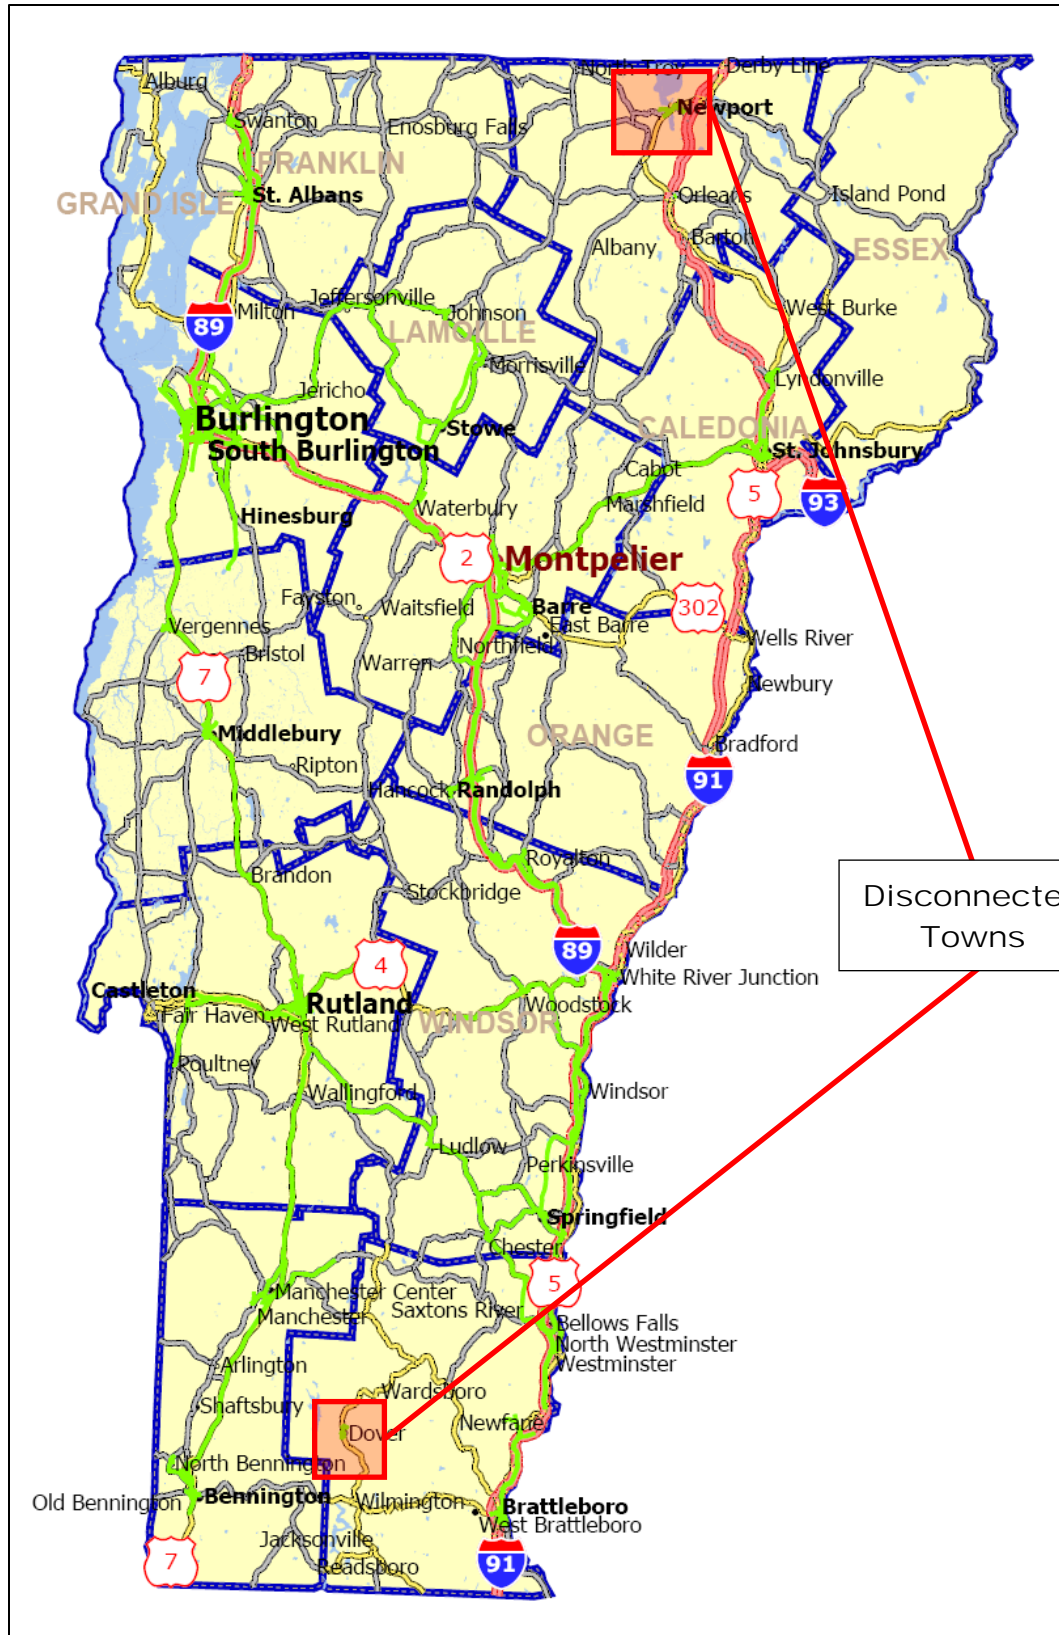 North Troy
Derby Line
Alburg
Newport
Swanton
Enosburg Falls
FRANKLIN
St. Albans
GRAND ISLE
Orleans
Island Pond
Albany
Barton
ESSEX
Jeffersonville
Milton
Johnson
West Burke
89
LAMOILLE
Morrisville
Jericho
Lyndonville
Burlington
Stowe
CALEDONIA
South Burlington
St. Johnsbury
Cabot
5
93
Waterbury
Marshfield
Hinesburg
2
Montpelier
Fayston
Waitsfield
Barre
302
Vergennes
East Barre
Wells River
Bristol
Northfield
Warren
7
Newbury
Middlebury
ORANGE
Bradford
Ripton
91
Hancock
Randolph
Royalton
Brandon
Stockbridge
Disconnecte
Towns
89
Wilder
4
White River Junction
Castleton
Rutland
Woodstock
Fair Haven
West Rutland
WINDSOR
Poultney
Wallingford
Windsor
Ludlow
Perkinsville
Springfield
Chester
5
Manchester Center
Saxtons River
Manchester
Bellows Falls
North Westminster
Westminster
Arlington
Wardsboro
Shaftsbury
Newfane
Dover
North Bennington
Old Bennington
Bennington
Wilmington
Brattleboro
West Brattleboro
Jacksonville
7
Readsboro
91